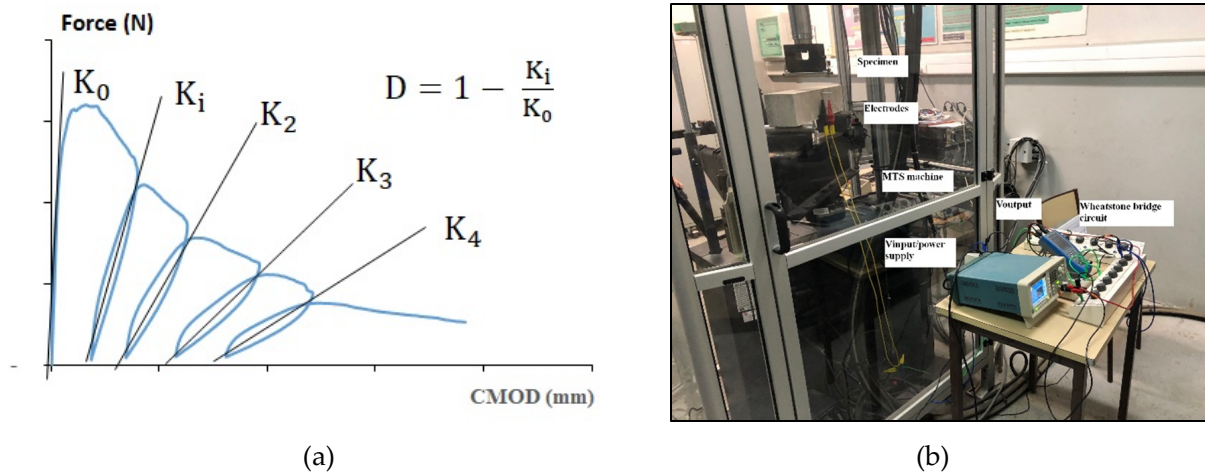 Force (N)
K₀
Kᵢ
K₂
K₃
K₄
D = 1 − Kᵢ/Kₒ
CMOD (mm)
Specimen
Electrodes
MTS machine
Voutput
Wheatstone bridge
circuit
Vinput/power
supply
(a)
(b)